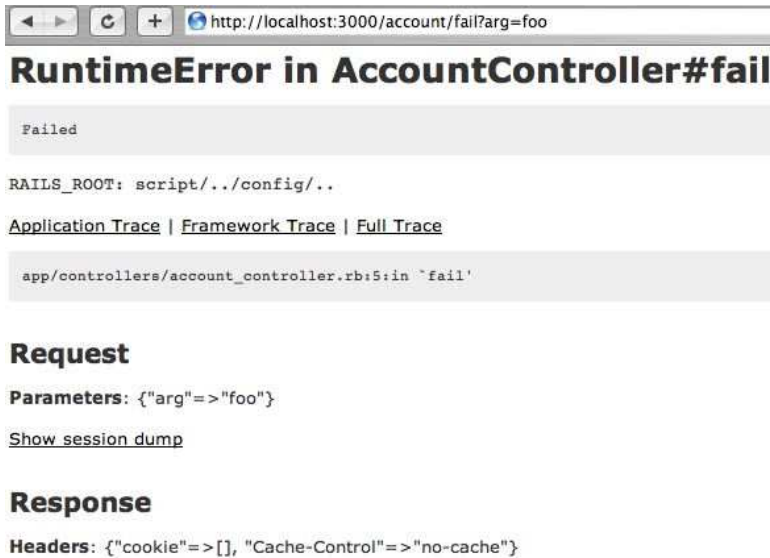 http://localhost:3000/account/fail?arg=foo
RuntimeError in AccountController#fail
Failed
RAILS_ROOT: script/../config/..
Application Trace | Framework Trace | Full Trace
app/controllers/account_controller.rb:5:in `fail'
Request
Parameters: {"arg"=>"foo"}
Show session dump
Response
Headers: {"cookie"=>[], "Cache-Control"=>"no-cache"}